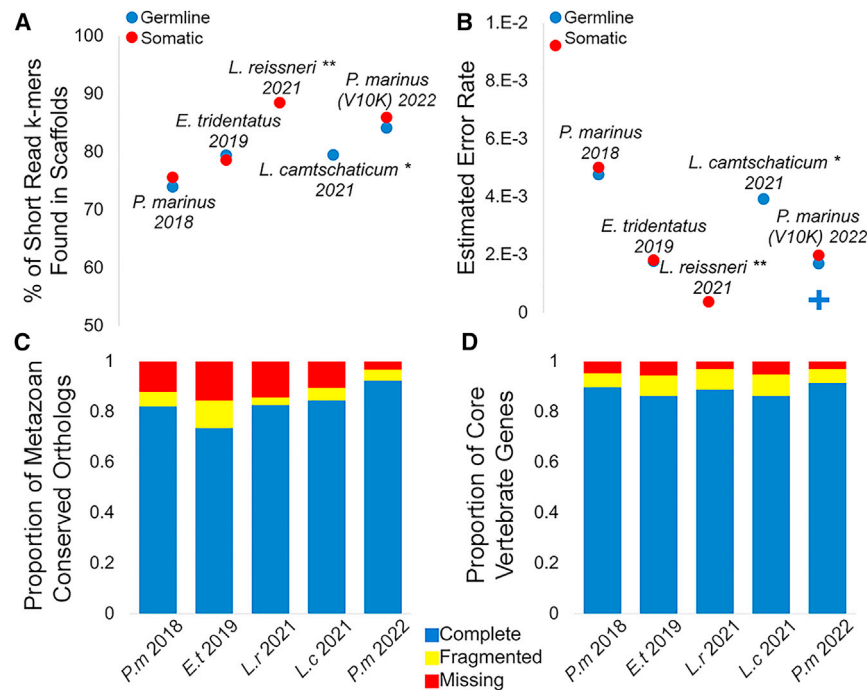 A
Germline
Somatic
% of Short Read k-mers
Found in Scaffolds
100
90
80
70
60
50
P. marinus
2018
E. tridentatus
2019
L. reissneri **
2021
L. camtschaticum *
2021
P. marinus
(V10K) 2022
B
Germline
Somatic
Estimated Error Rate
1.E-2
8.E-3
6.E-3
4.E-3
2.E-3
0
P. marinus
2018
E. tridentatus
2019
L. reissneri **
2021
L. camtschaticum *
2021
P. marinus
(V10K) 2022
+
C
Proportion of Metazoan
Conserved Orthologs
1
0.8
0.6
0.4
0.2
0
P.m 2018
E.t 2019
L.r 2021
L.c 2021
P.m 2022
Complete
Fragmented
Missing
D
Proportion of Core
Vertebrate Genes
1
0.8
0.6
0.4
0.2
0
P.m 2018
E.t 2019
L.r 2021
L.c 2021
P.m 2022